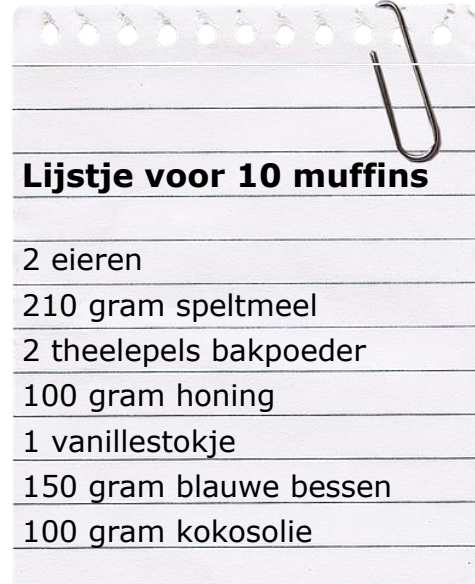 Lijstje voor 10 muffins
2 eieren
210 gram speltmeel
2 theelepels bakpoeder
100 gram honing
1 vanillestokje
150 gram blauwe bessen
100 gram kokosolie